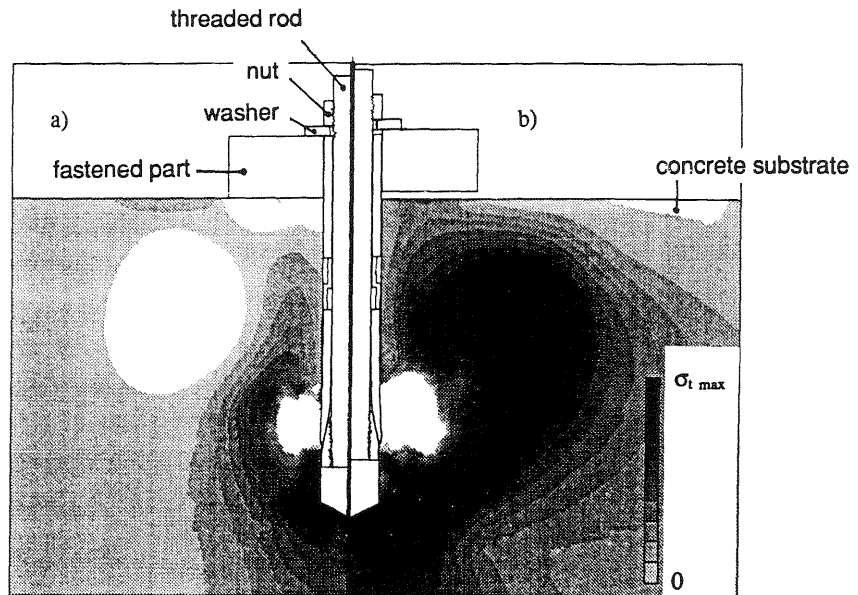 threaded rod
nut
a)
washer
b)
fastened part
concrete substrate
σt max
0